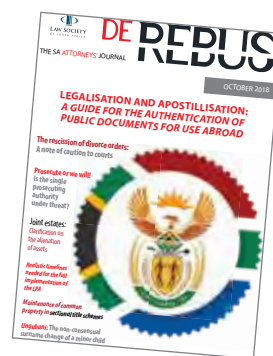 LAW SOCIETY
OF SOUTH AFRICA
THE SA ATTORNEYS' JOURNAL
DE REBUS
OCTOBER 2018
LEGALISATION AND APOSTILLISATION:
A GUIDE FOR THE AUTHENTICATION OF
PUBLIC DOCUMENTS FOR USE ABROAD
The rescission of divorce orders:
A note of caution to courts
Prosecute or we will!
Is the single
prosecuting
authority
under threat?
Joint estates:
Clarification on
the alienation
of assets
Realistic timelines
needed for the full
implementation of
the LPA
Maintenance of common
property in sectional title schemes
Ungubani: The non-consensual
surname change of a minor child